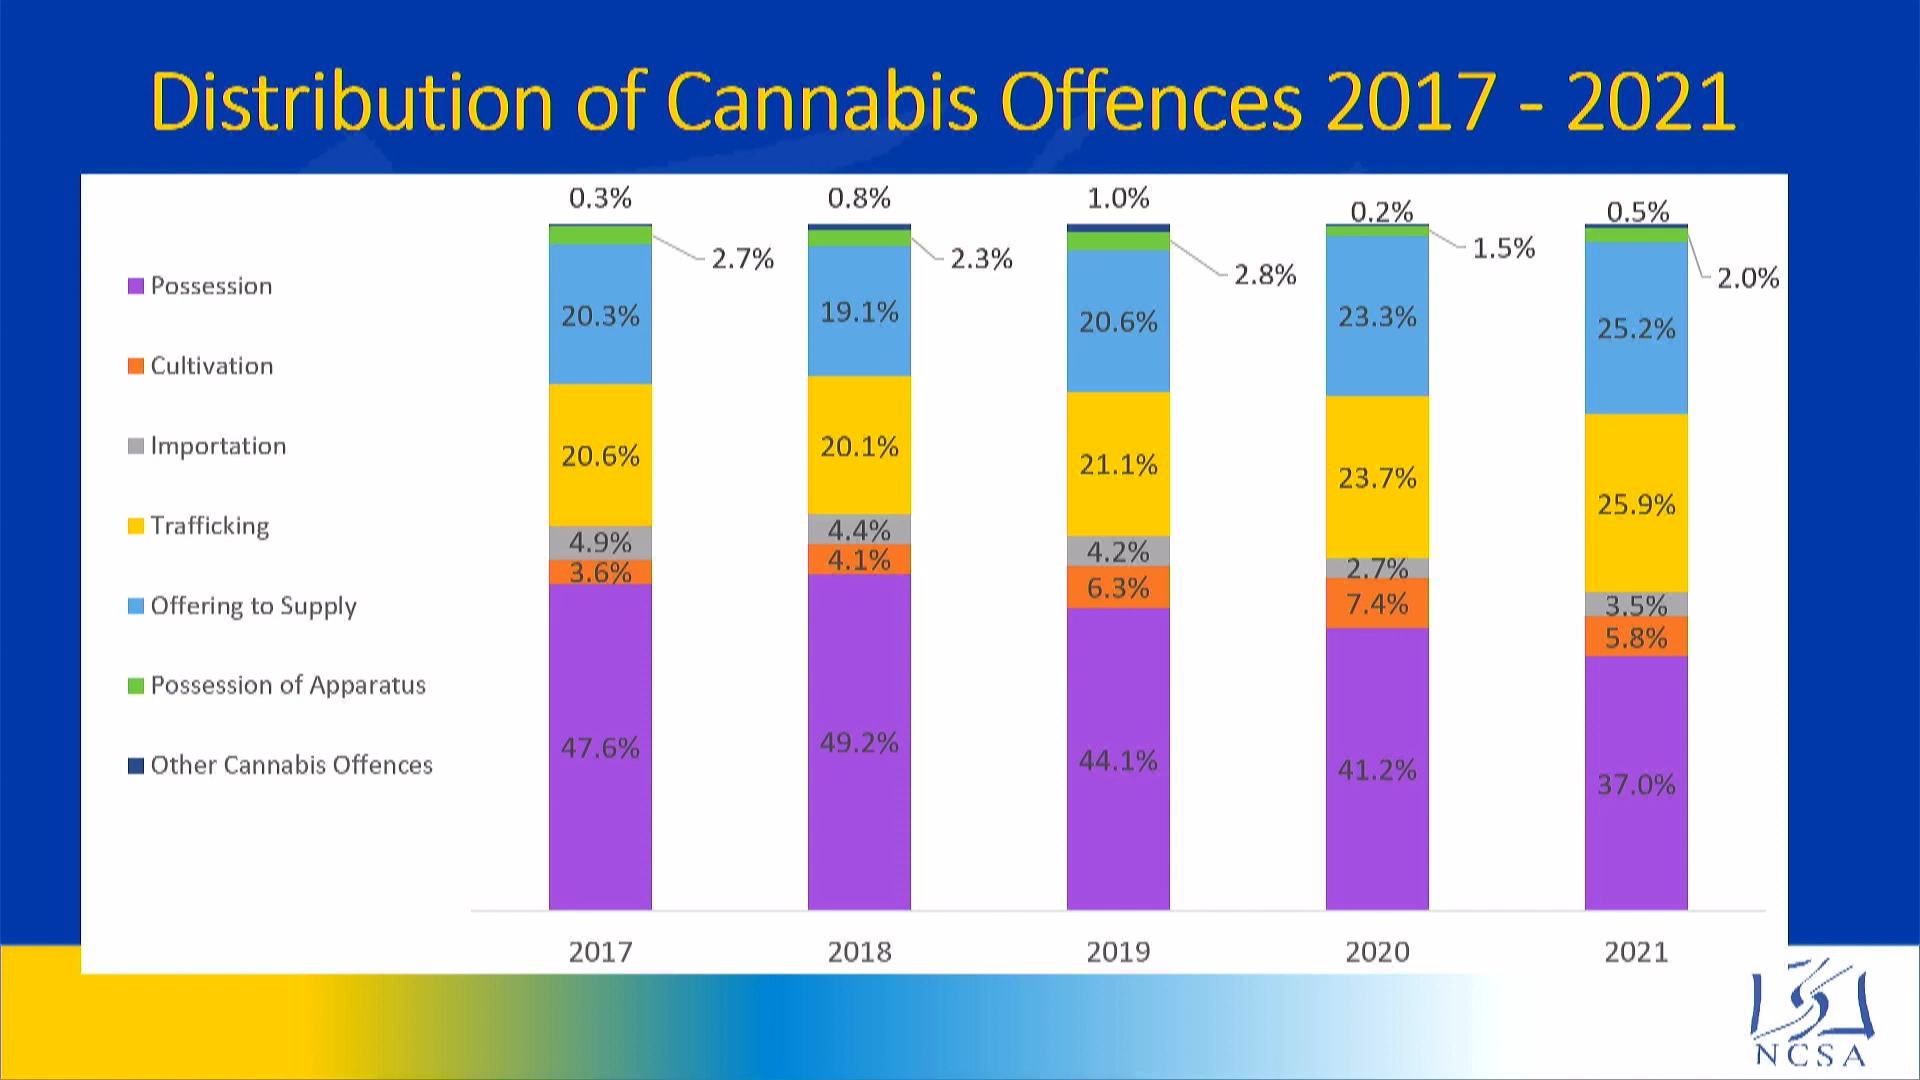 Distribution of Cannabis Offences 2017 - 2021
0.3% 0.8% 1.0% 0.2% 0.5%
2.7% 2.3% 2.8% 1.5% 2.0%
Possession
Cultivation
Importation
Trafficking
Offering to Supply
Possession of Apparatus
Other Cannabis Offences
20.3% 19.1% 20.6% 23.3% 25.2%
20.6% 20.1% 21.1% 23.7% 25.9%
4.9% 4.4% 4.2% 2.7% 3.5%
3.6% 4.1% 6.3% 7.4% 5.8%
47.6% 49.2% 44.1% 41.2% 37.0%
2017 2018 2019 2020 2021
NCSA